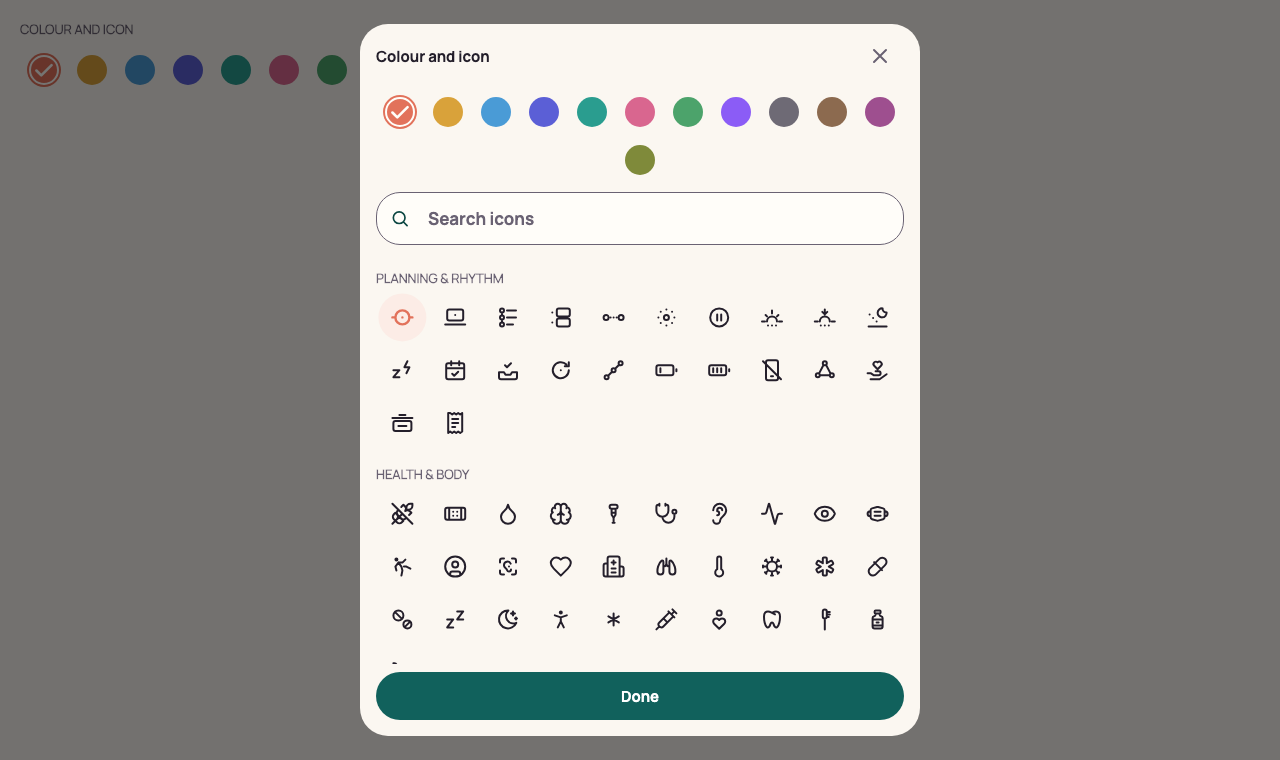 COLOUR AND ICON
Colour and icon
Search icons
PLANNING & RHYTHM
HEALTH & BODY
Done